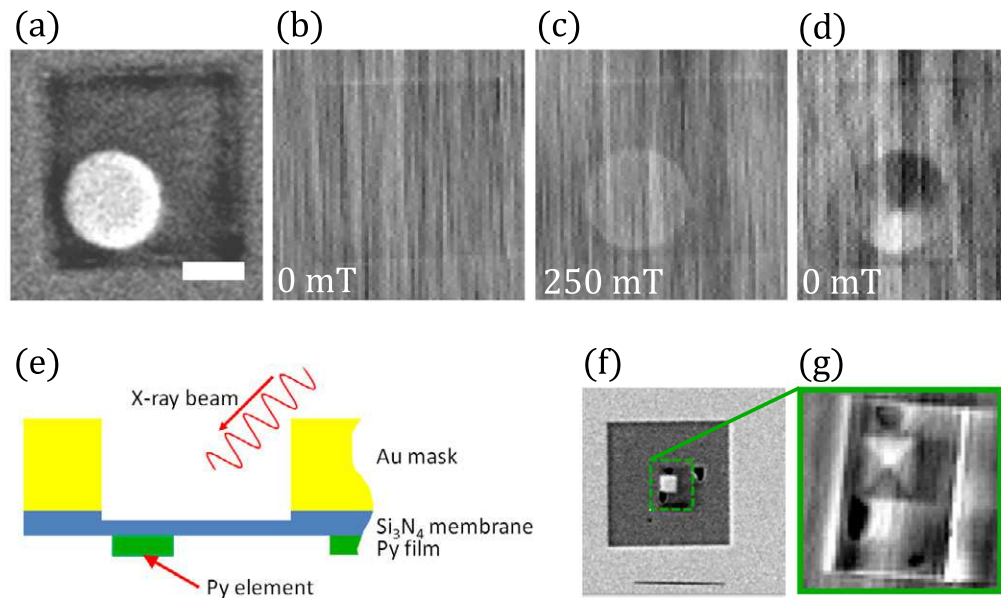 (a)
(b)
(c)
(d)
0 mT
250 mT
0 mT
(e)
(f)
(g)
X-ray beam
Au mask
Si₃N₄ membrane
Py film
Py element